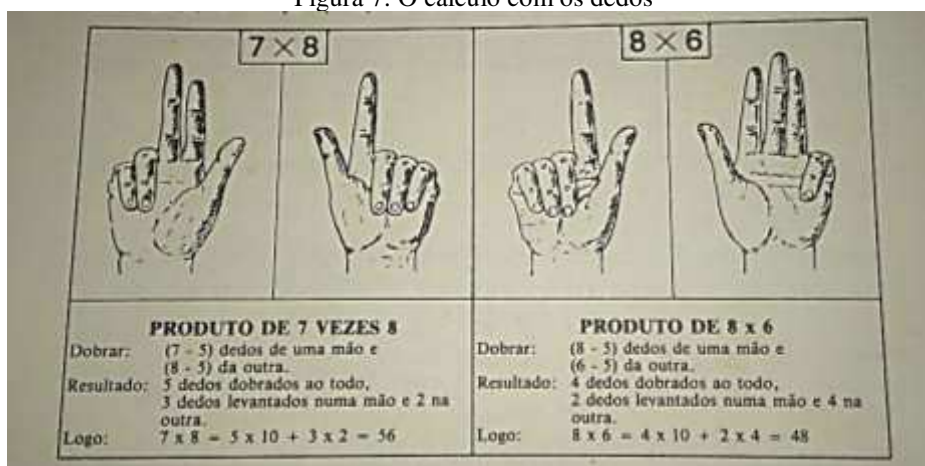 Figura 7: O cálculo com os dedos
7 × 8
8 × 6
PRODUTO DE 7 VEZES 8
Dobrar: (7 - 5) dedos de uma mão e
(8 - 5) da outra.
Resultado: 5 dedos dobrados ao todo,
3 dedos levantados numa mão e 2 na
outra.
Logo: 7 x 8 = 5 x 10 + 3 x 2 = 56
PRODUTO DE 8 x 6
Dobrar: (8 - 5) dedos de uma mão e
(6 - 5) da outra.
Resultado: 4 dedos dobrados ao todo,
2 dedos levantados numa mão e 4 na
outra.
Logo: 8 x 6 = 4 x 10 + 2 x 4 = 48